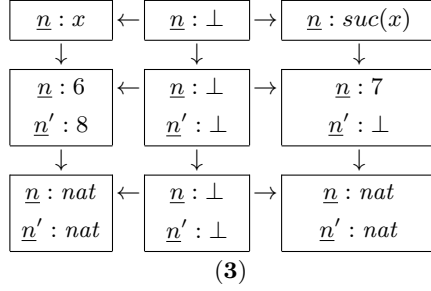 n : x ← n : ⊥ → n : suc(x)
↓ ↓ ↓
n : 6 ← n : ⊥ → n : 7
n′ : 8 n′ : ⊥ n′ : ⊥
↓ ↓ ↓
n : nat ← n : ⊥ → n : nat
n′ : nat n′ : ⊥ n′ : nat
(3)